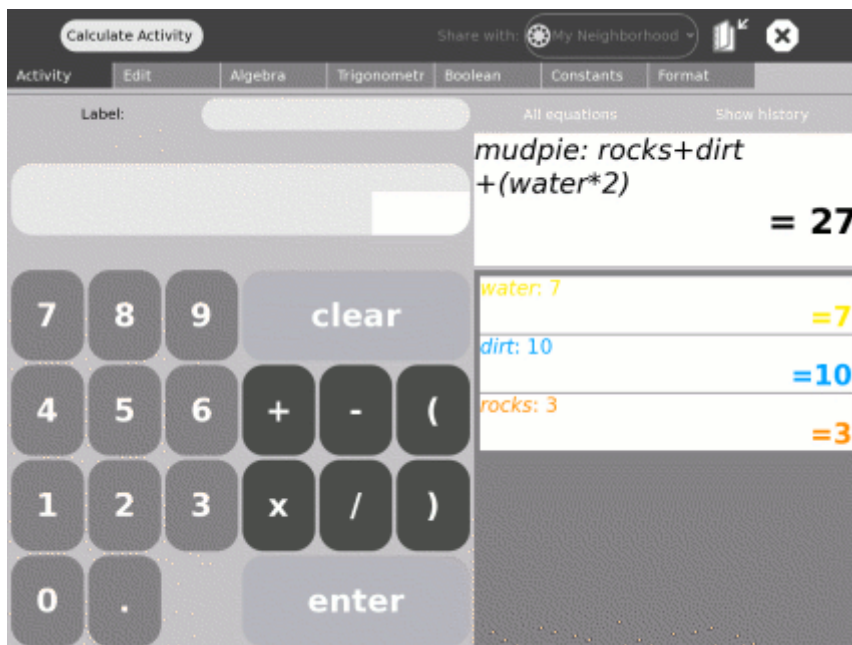 Calculate Activity
Share with: My Neighborhood
Activity Edit Algebra Trigonometr Boolean Constants Format
Label:
All equations Show history
mudpie: rocks+dirt
+(water*2)
= 27
water: 7
=7
dirt: 10
=10
rocks: 3
=3
7 8 9 clear
4 5 6 + - (
1 2 3 x / )
0 . enter